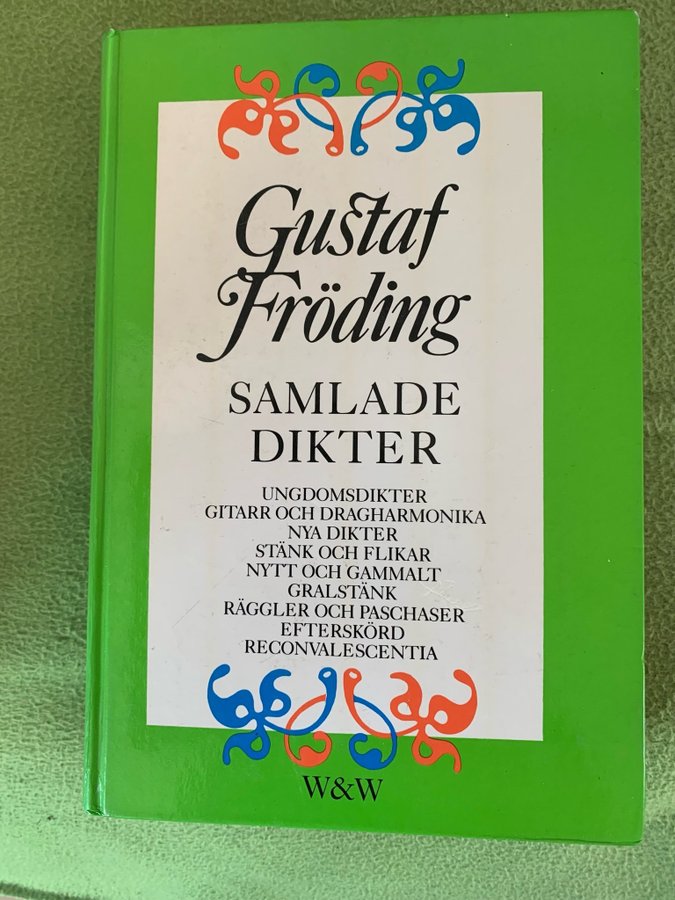 Gustaf
Fröding
SAMLADE
DIKTER
UNGDOMSDIKTER
GITARR OCH DRAGHARMONIKA
NYA DIKTER
STÄNK OCH FLIKAR
NYTT OCH GAMMALT
GRALSTÄNK
RÄGGLER OCH PASCHASER
EFTERSKÖRD
RECONVALESCENTIA
W&W